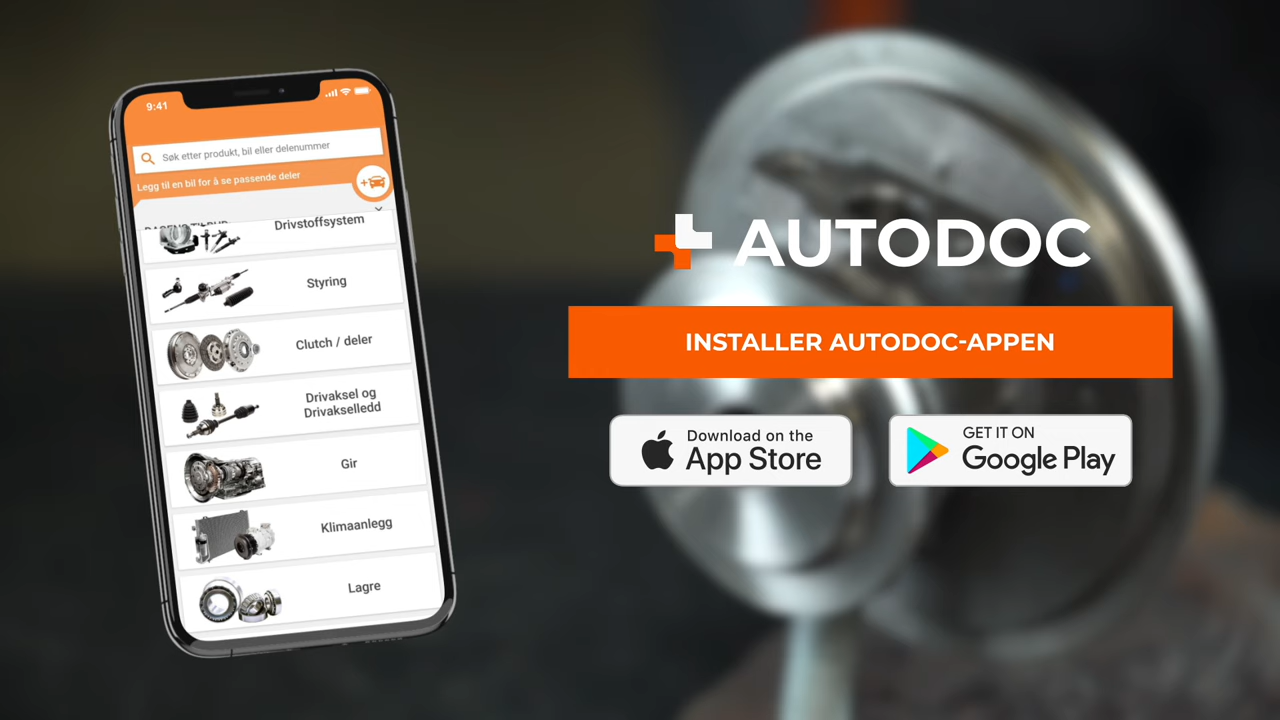 9:41
Søk etter produkt, bil eller delenummer
Legg til en bil for å se passende deler
Drivstoffsystem
Styring
Clutch / deler
Drivaksel og
Drivakselledd
Gir
Klimaanlegg
Lagre
AUTODOC
INSTALLER AUTODOC-APPEN
Download on the
App Store
GET IT ON
Google Play